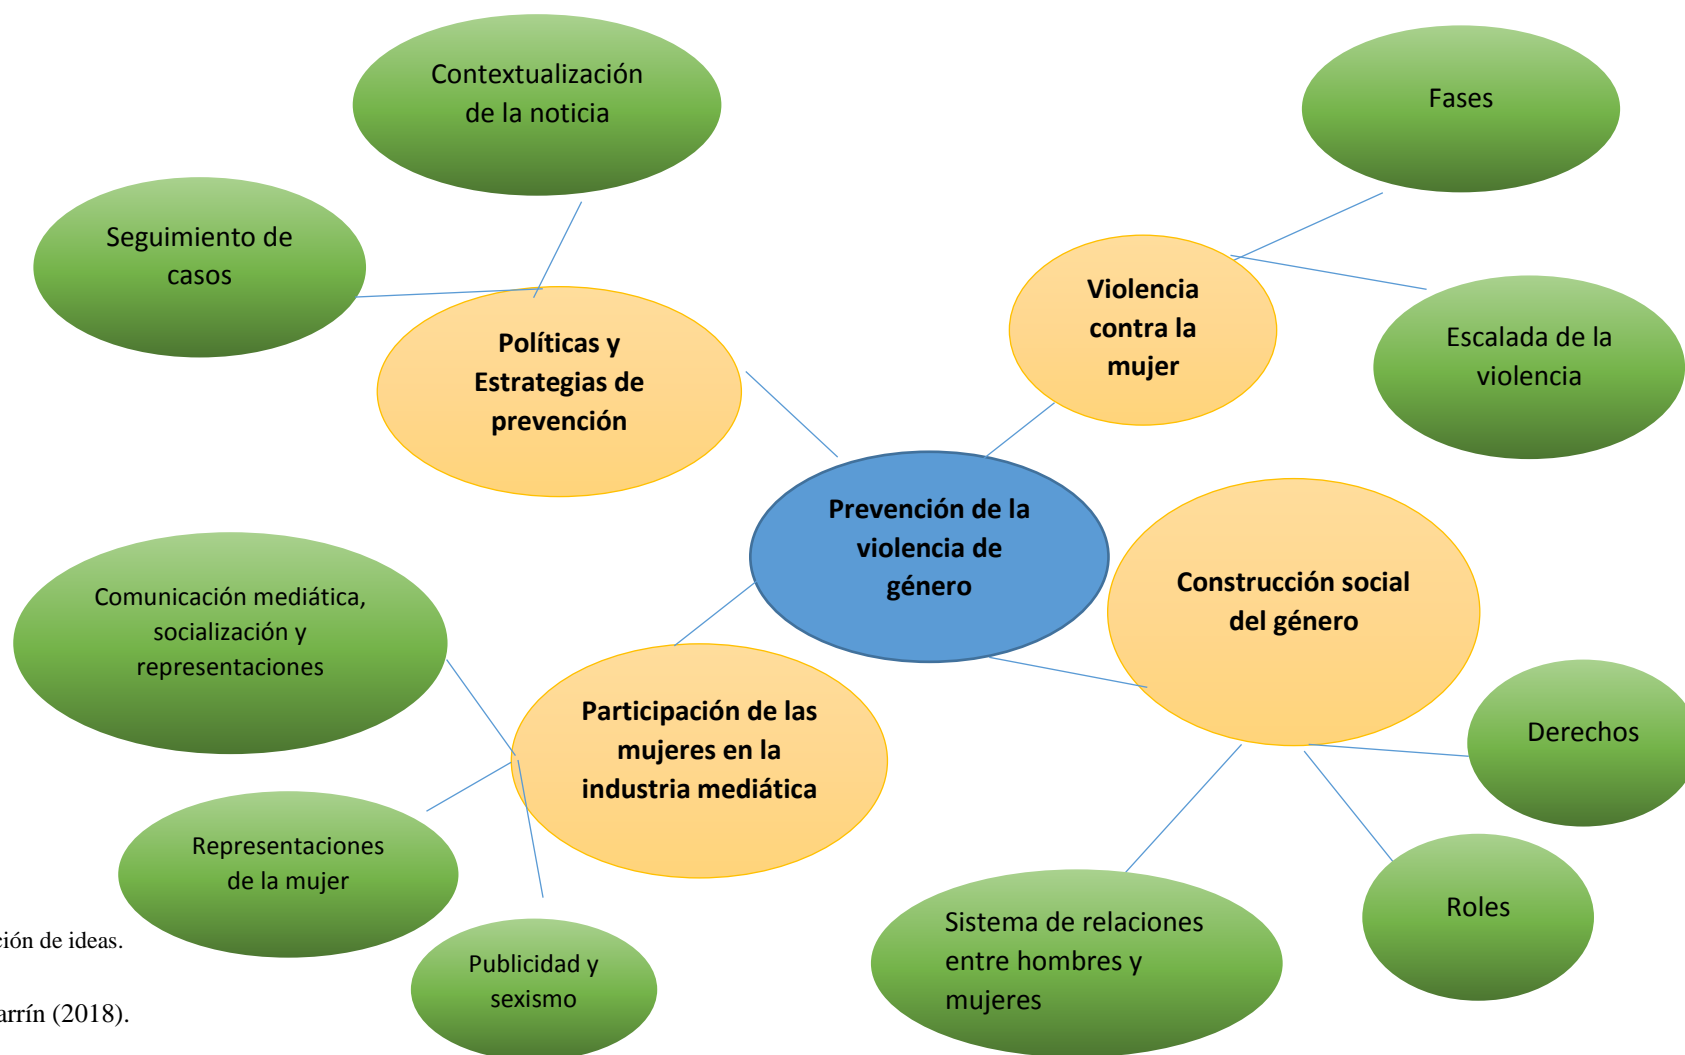 Contextualización
de la noticia
Fases
Seguimiento de
casos
Violencia
contra la
mujer
Escalada de la
violencia
Políticas y
Estrategias de
prevención
Prevención de la
violencia de
género
Construcción social
del género
Comunicación mediática,
socialización y
representaciones
Participación de las
mujeres en la
industria mediática
Derechos
Representaciones
de la mujer
Roles
Sistema de relaciones
entre hombres y
mujeres
Publicidad y
sexismo
de ideas.
(2018).